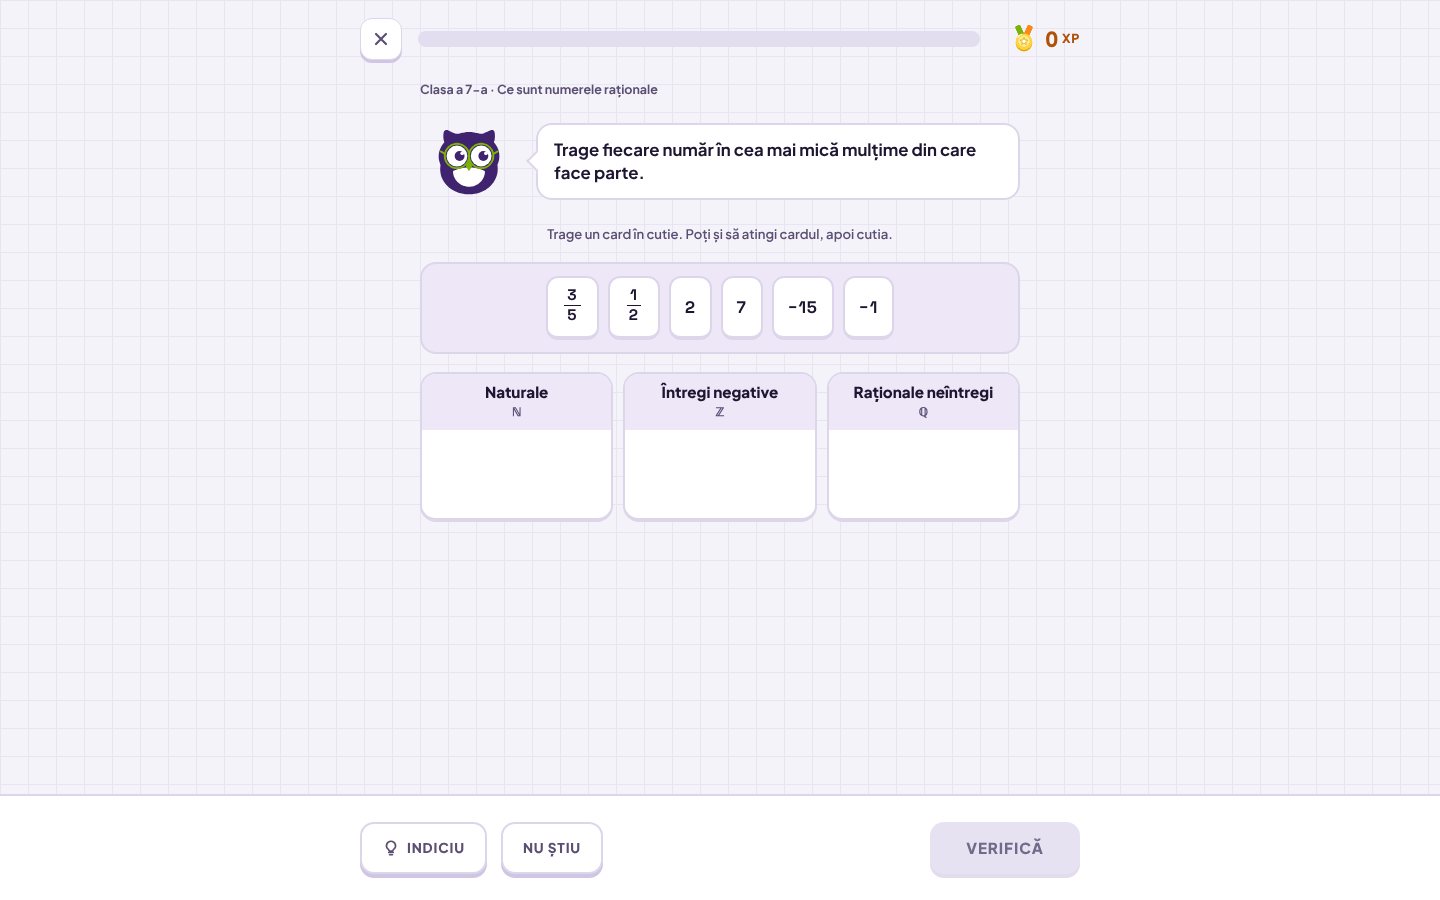 0 XP
Clasa a 7-a · Ce sunt numerele raționale
Trage fiecare număr în cea mai mică mulțime din care
face parte.
Trage un card în cutie. Poți și să atingi cardul, apoi cutia.
3/5 1/2 2 7 −15 −1
Naturale Întregi negative Raționale neîntregi
ℕ ℤ ℚ
INDICIU NU ȘTIU VERIFICĂ